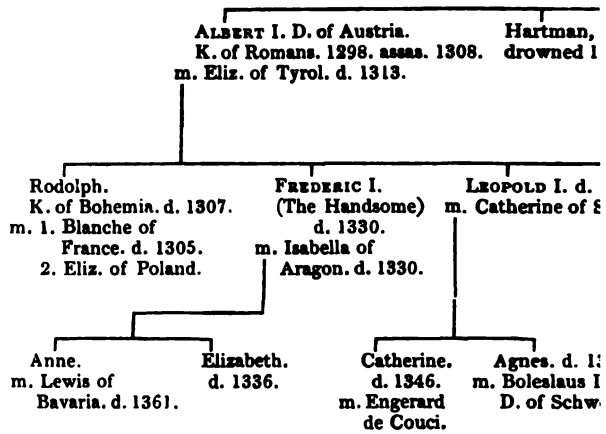 ALBERT I. D. of Austria.
K. of Romans. 1298. assas. 1308.
m. Eliz. of Tyrol. d. 1313.
Hartman,
drowned
Rodolph.
K. of Bohemia. d. 1307.
m. 1. Blanche of
France. d. 1305.
2. Eliz. of Poland.
FREDERIC I.
(The Handsome)
d. 1330.
m. Isabella of
Aragon. d. 1330.
LEOPOLD I. d.
m. Catherine of
Anne.
m. Lewis of
Bavaria. d. 1361.
Elizabeth.
d. 1336.
Catherine.
d. 1346.
m. Engerard
de Couci.
Agnes. d.
m. Boleslaus
D. of